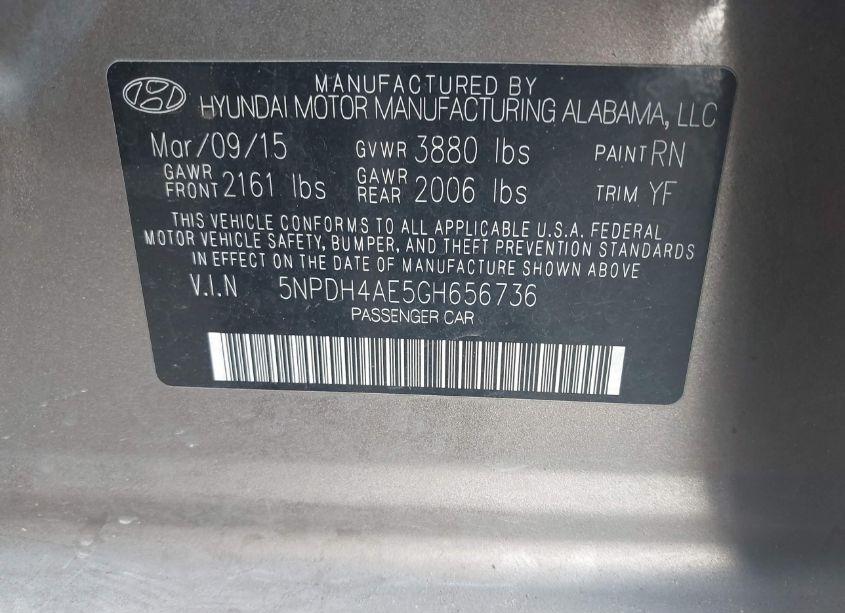 MANUFACTURED BY
HYUNDAI MOTOR MANUFACTURING ALABAMA, LLC
Mar/09/15 GVWR 3880 lbs PAINT RN
GAWR FRONT 2161 lbs GAWR REAR 2006 lbs TRIM YF
THIS VEHICLE CONFORMS TO ALL APPLICABLE U.S.A. FEDERAL
MOTOR VEHICLE SAFETY, BUMPER, AND THEFT PREVENTION STANDARDS
IN EFFECT ON THE DATE OF MANUFACTURE SHOWN ABOVE
V.I.N 5NPDH4AE5GH656736
PASSENGER CAR